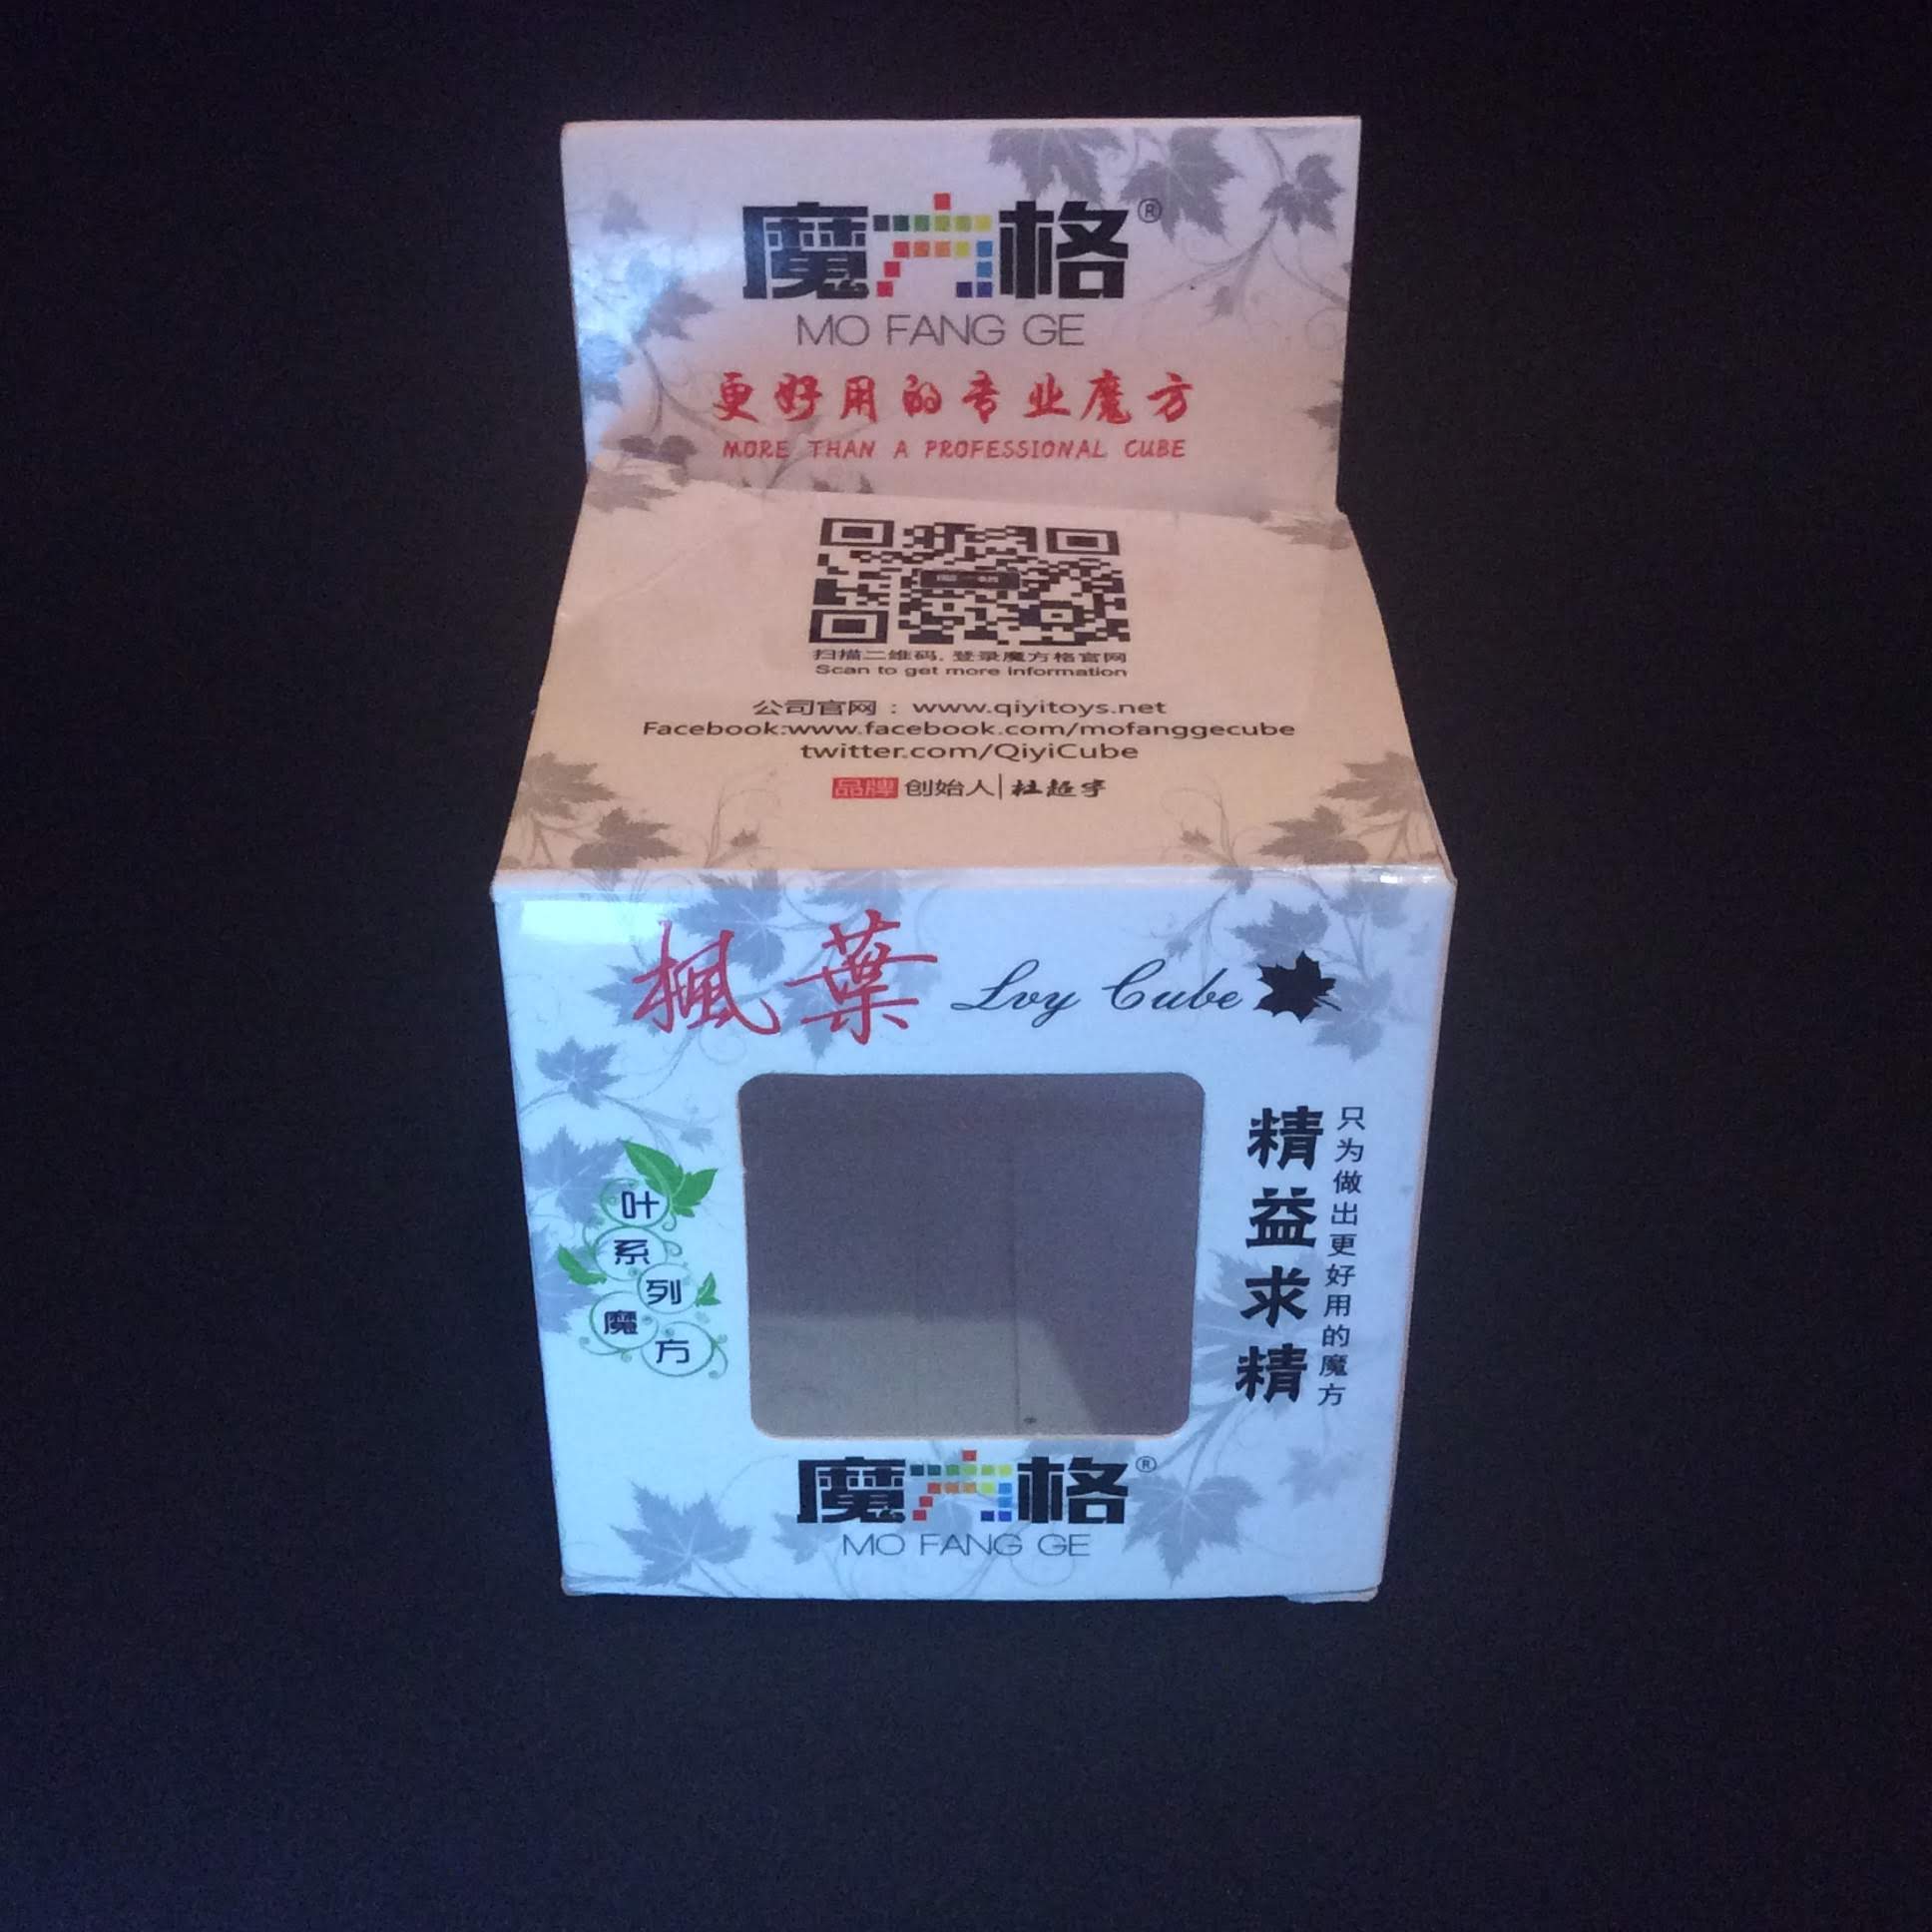 魔方格®
MO FANG GE
更好用的专业魔方
MORE THAN A PROFESSIONAL CUBE
扫描二维码, 登录魔方格官网
Scan to get more information
公司官网： www.qiyitoys.net
Facebook:www.facebook.com/mofanggecube
twitter.com/QiyiCube
品牌 创始人|杜超宇
楓葉 Lvy Cube
叶系列魔方
精益求精
只为做出更好用的魔方
魔方格®
MO FANG GE